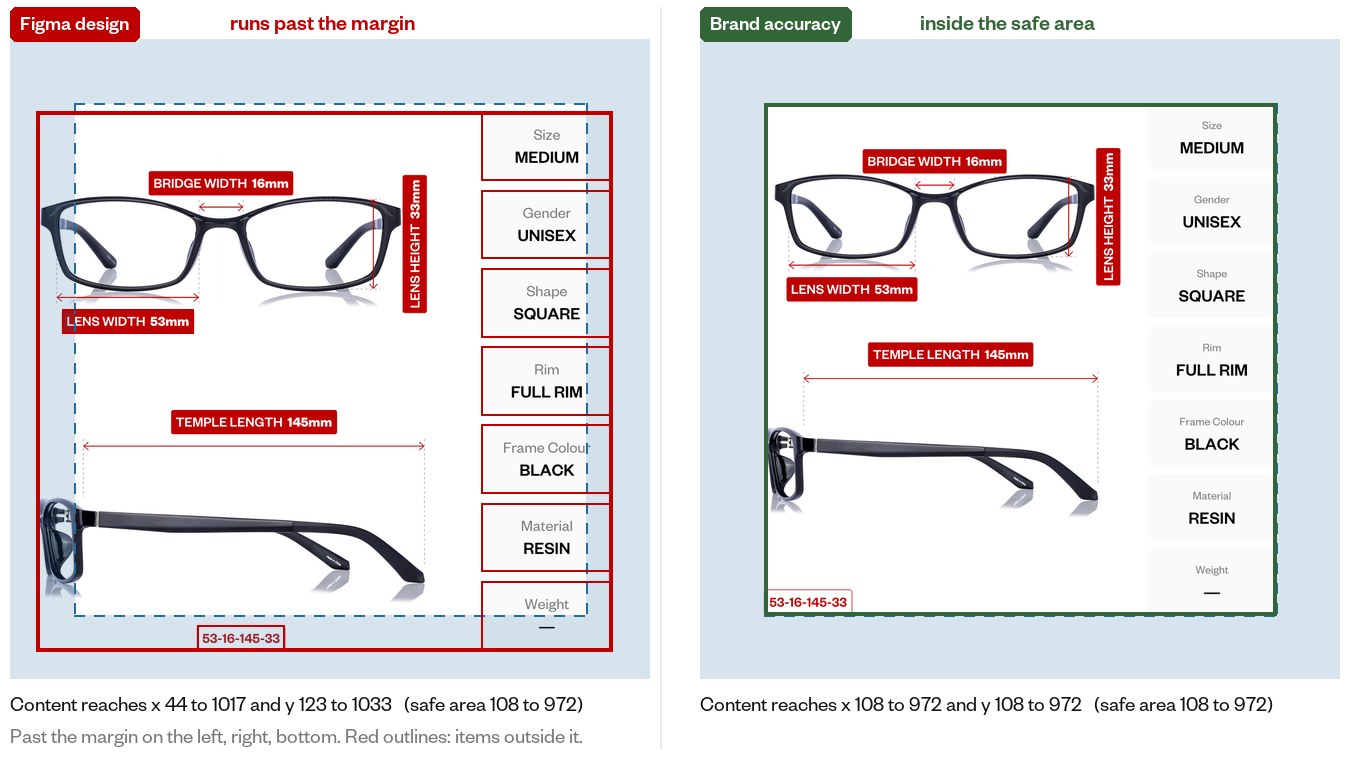 Figma design
runs past the margin
BRIDGE WIDTH 16mm
LENS HEIGHT 33mm
LENS WIDTH 53mm
TEMPLE LENGTH 145mm
53-16-145-33
Size
MEDIUM
Gender
UNISEX
Shape
SQUARE
Rim
FULL RIM
Frame Colour
BLACK
Material
RESIN
Weight
—
Content reaches x 44 to 1017 and y 123 to 1033 (safe area 108 to 972)
Past the margin on the left, right, bottom. Red outlines: items outside it.
Brand accuracy
inside the safe area
BRIDGE WIDTH 16mm
LENS HEIGHT 33mm
LENS WIDTH 53mm
TEMPLE LENGTH 145mm
53-16-145-33
Size
MEDIUM
Gender
UNISEX
Shape
SQUARE
Rim
FULL RIM
Frame Colour
BLACK
Material
RESIN
Weight
—
Content reaches x 108 to 972 and y 108 to 972 (safe area 108 to 972)